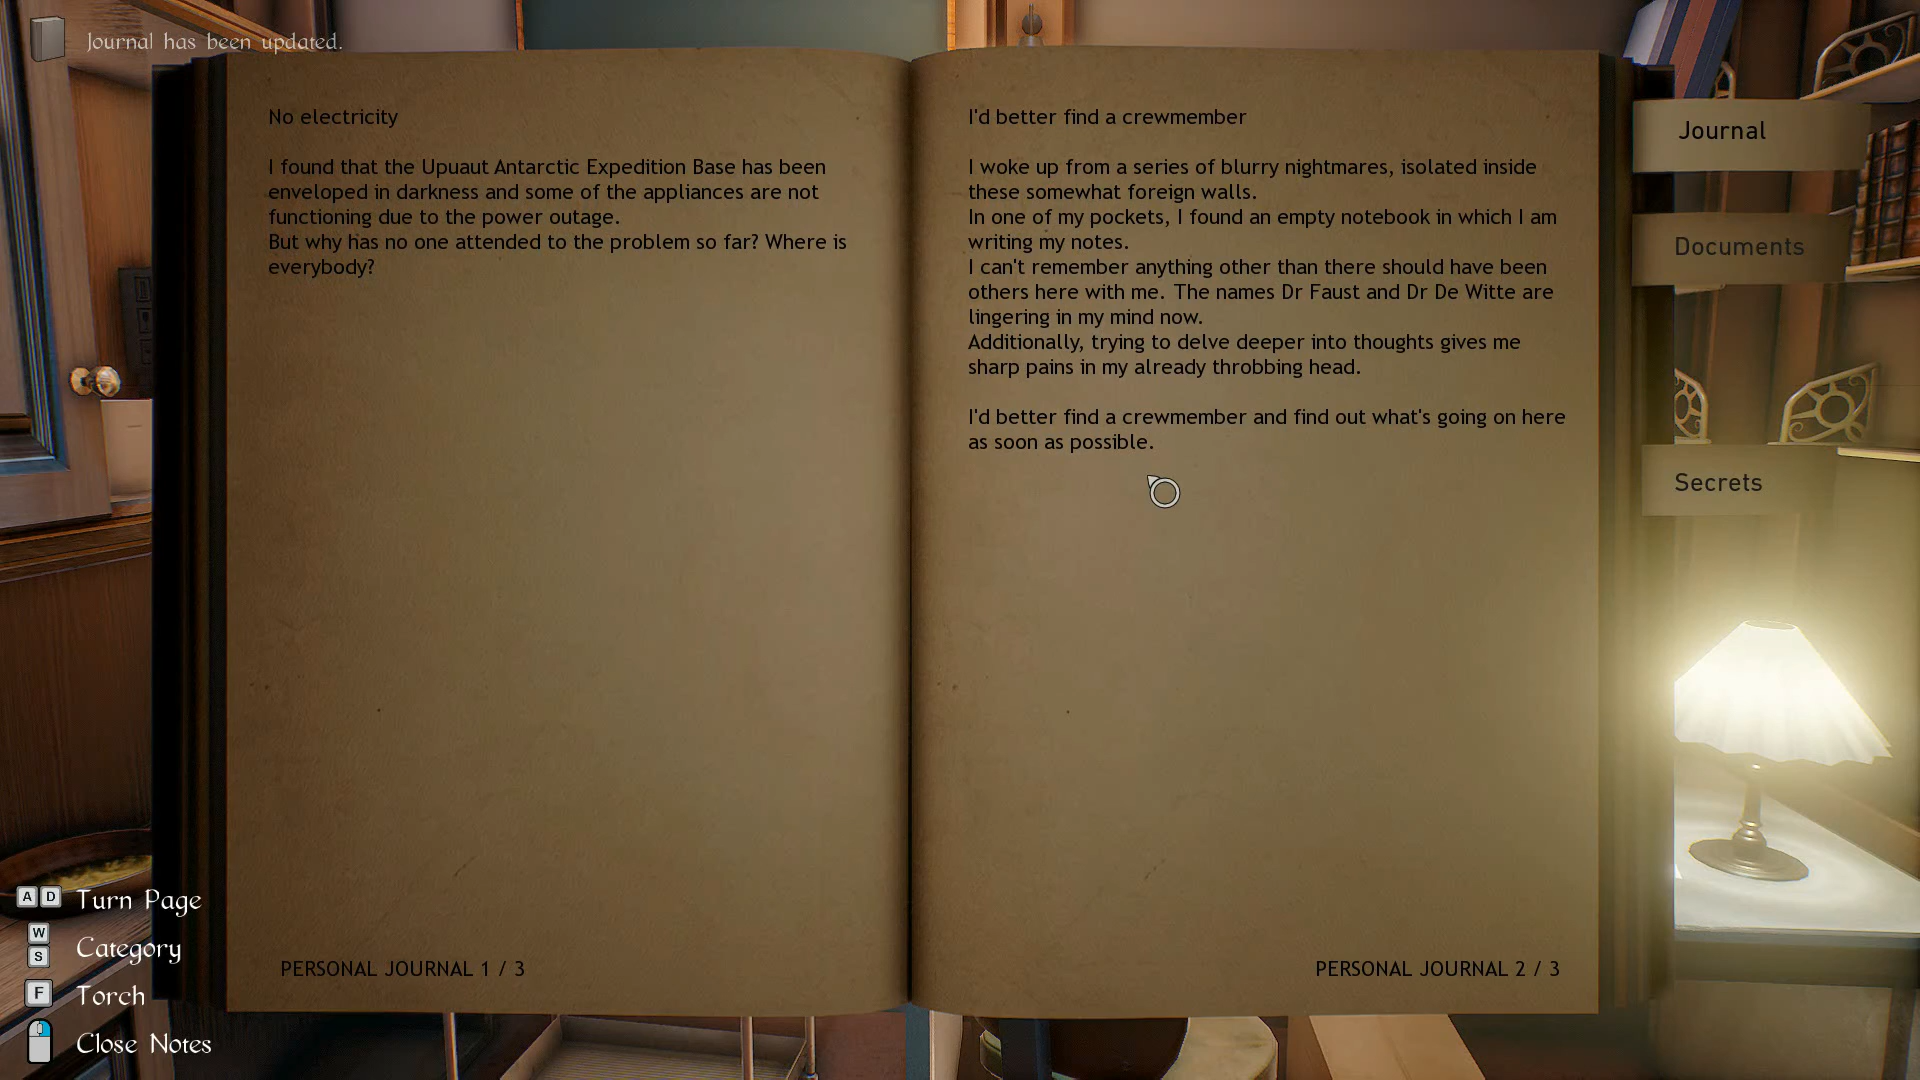 Journal has been updated.
No electricity
I found that the Upuaut Antarctic Expedition Base has been
enveloped in darkness and some of the appliances are not
functioning due to the power outage.
But why has no one attended to the problem so far? Where is
everybody?
PERSONAL JOURNAL 1 / 3
I'd better find a crewmember
I woke up from a series of blurry nightmares, isolated inside
these somewhat foreign walls.
In one of my pockets, I found an empty notebook in which I am
writing my notes.
I can't remember anything other than there should have been
others here with me. The names Dr Faust and Dr De Witte are
lingering in my mind now.
Additionally, trying to delve deeper into thoughts gives me
sharp pains in my already throbbing head.
I'd better find a crewmember and find out what's going on here
as soon as possible.
PERSONAL JOURNAL 2 / 3
Journal
Documents
Secrets
A D Turn Page
W
S Category
F Torch
Close Notes